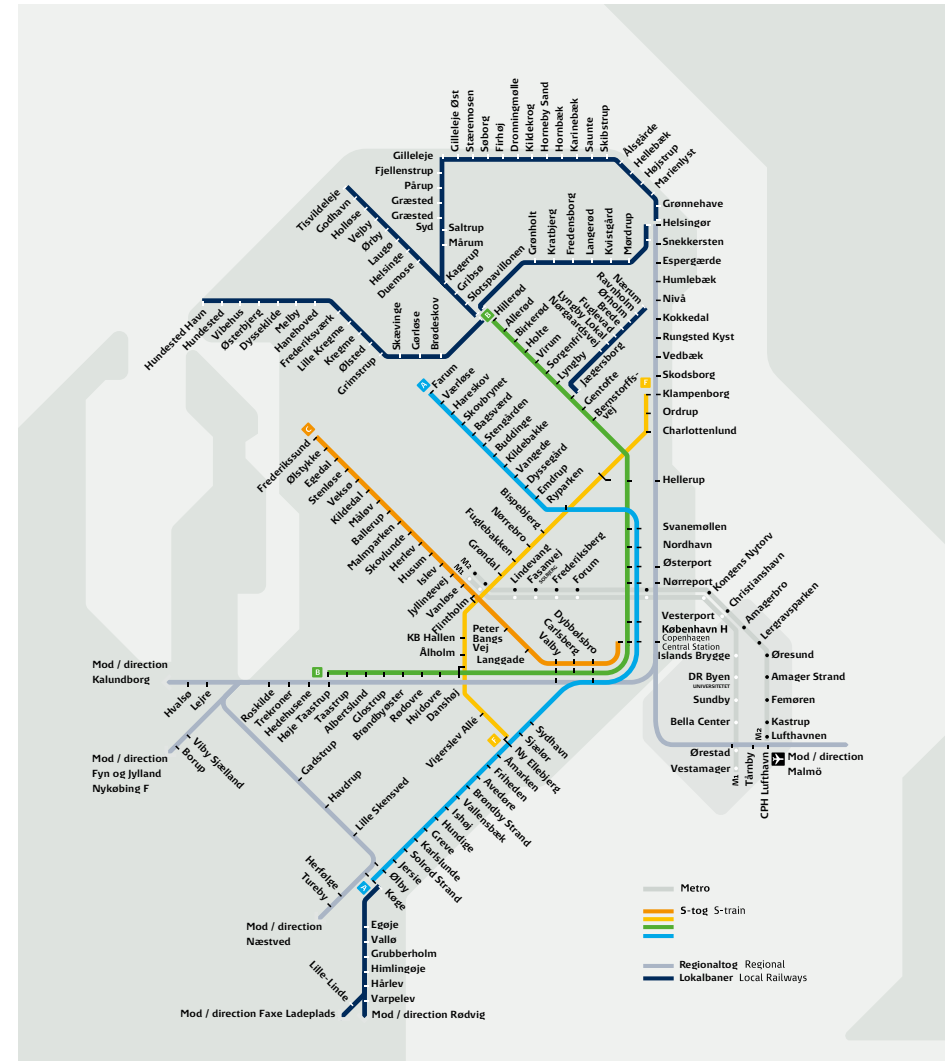 Gilleleje Øst
Stæremosen
Søborg
Firhøj
Dronningmølle
Kildekrog
Horneby Sand
Hornbæk
Karinebæk
Saunte
Skibstrup
Ålsgårde
Hellebæk
Højstrup
Marienlyst
Gilleleje
Fjellenstrup
Pårup
Græsted
Græsted
Syd
Saltrup
Mårum
Kagerup
Gribsø
Slotspavillonen
Tisvildeleje
Godhavn
Holløse
Vejby
Ørby
Laugø
Helsinge
Duemose
Grønholt
Kratbjerg
Fredensborg
Langerød
Kvistgård
Mørdrup
Grønnehave
Helsingør
Snekkersten
Espergærde
Humlebæk
Nivå
Kokkedal
Rungsted Kyst
Vedbæk
Skodsborg
Klampenborg
Ordrup
Charlottenlund
Hellerup
Svanemøllen
Nordhavn
Østerport
Nørreport
Vesterport
København H
Copenhagen
Central Station
Hundested Havn
Hundested
Vibehus
Østerbjerg
Dyssekilde
Melby
Hanehoved
Frederiksværk
Lille Kregme
Kregme
Ølsted
Grimstrup
Skævinge
Gørløse
Brødeskov
B
Hillerød
Allerød
Birkerød
Holte
Virum
Sorgenfri
Lyngby
Gentofte
Bernstorffs-
vej
Nærum
Ravnholm
Ørholm
Brede
Fuglevad
Lyngby Lokal
Nørgaardsvej
Jægersborg
F
A
Farum
Værløse
Hareskov
Skovbrynet
Bagsværd
Stengården
Buddinge
Kildebakke
Vangede
Dyssegård
Emdrup
Ryparken
Bispebjerg
Nørrebro
Fuglebakken
Grøndal
C
Frederikssund
Ølstykke
Egedal
Stenløse
Veksø
Kildedal
Måløv
Ballerup
Malmparken
Skovlunde
Herlev
Husum
Islev
Jyllingevej
Vanløse
Flintholm
M2
M1
Lindevang
Fasanvej
SOLBJERG
Frederiksberg
Forum
Kongens Nytorv
Christianshavn
Amagerbro
Lergravsparken
KB Hallen
Ålholm
Peter
Bangs
Vej
Langgade
Valby
Carlsberg
Dybbølsbro
Islands Brygge
DR Byen
UNIVERSITETET
Sundby
Bella Center
Ørestad
Vestamager
Øresund
Amager Strand
Femøren
Kastrup
Lufthavnen
M2
M1
Tårnby
CPH Lufthavn
Mod / direction
Malmö
Mod / direction
Kalundborg
B
Hvalsø
Lejre
Roskilde
Trekroner
Hedehusene
Høje Taastrup
Taastrup
Albertslund
Glostrup
Brøndbyøster
Rødovre
Hvidovre
Danshøj
Vigerslev Allé
Mod / direction
Fyn og Jylland
Nykøbing F
Borup
Viby Sjælland
Gadstrup
Havdrup
Lille Skensved
Sydhavn
Sjælør
Ny Ellebjerg
Åmarken
Friheden
Avedøre
Brøndby Strand
Vallensbæk
Ishøj
Hundige
Greve
Karlslunde
Solrød Strand
Jersie
Ølby
Køge
Herfølge
Tureby
Mod / direction
Næstved
Egøje
Vallø
Grubberholm
Himlingøje
Hårlev
Varpelev
Lille-Linde
Mod / direction Faxe Ladeplads
Mod / direction Rødvig
Metro
S-tog S-train
Regionaltog Regional
Lokalbaner Local Railways